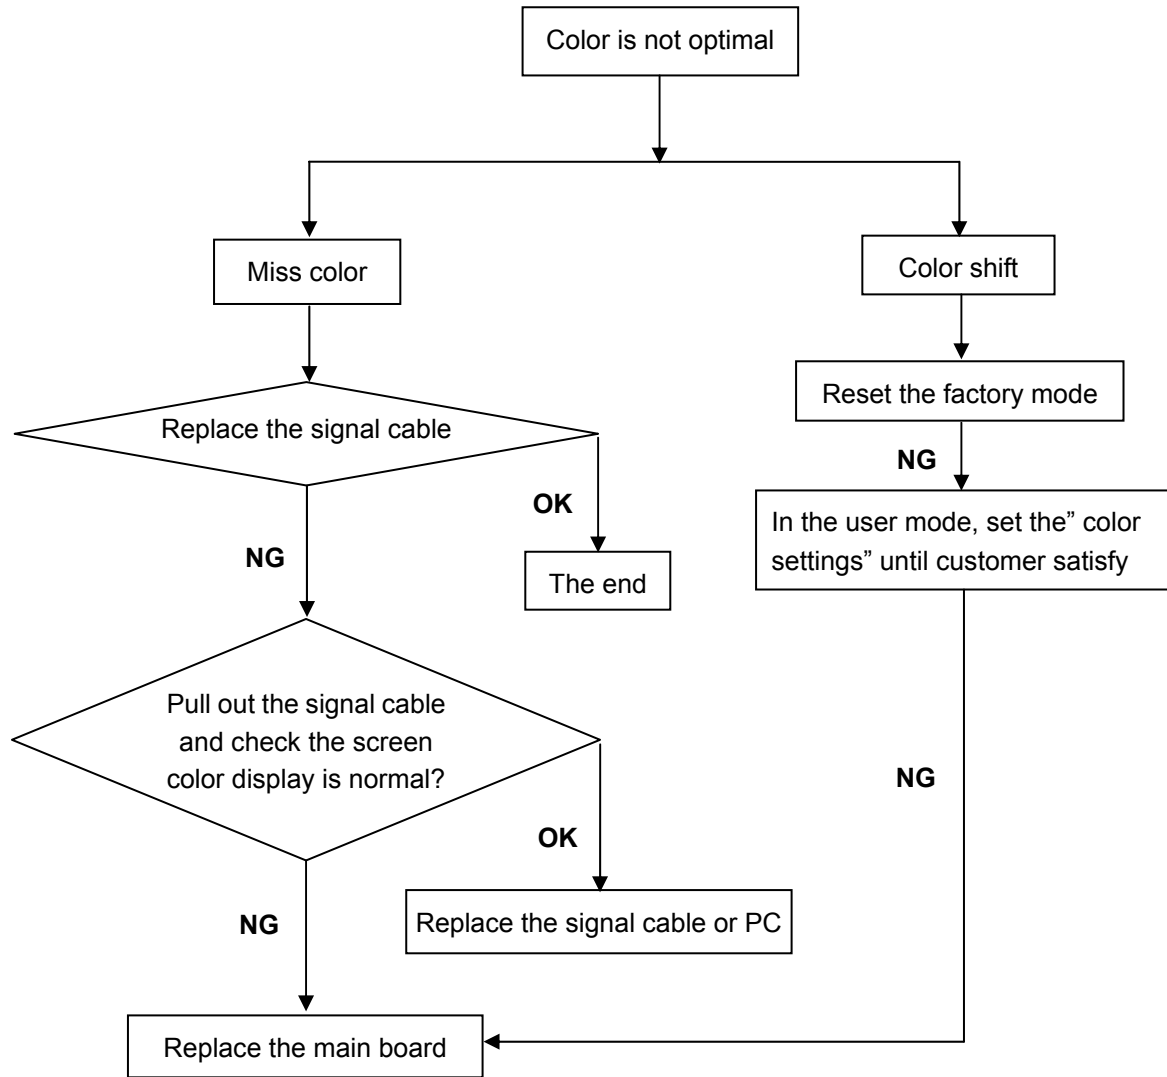 Color is not optimal
Miss color
Color shift
Replace the signal cable
Reset the factory mode
NG
OK
In the user mode, set the” color
settings” until customer satisfy
NG
The end
Pull out the signal cable
and check the screen
color display is normal?
NG
OK
Replace the signal cable or PC
NG
Replace the main board